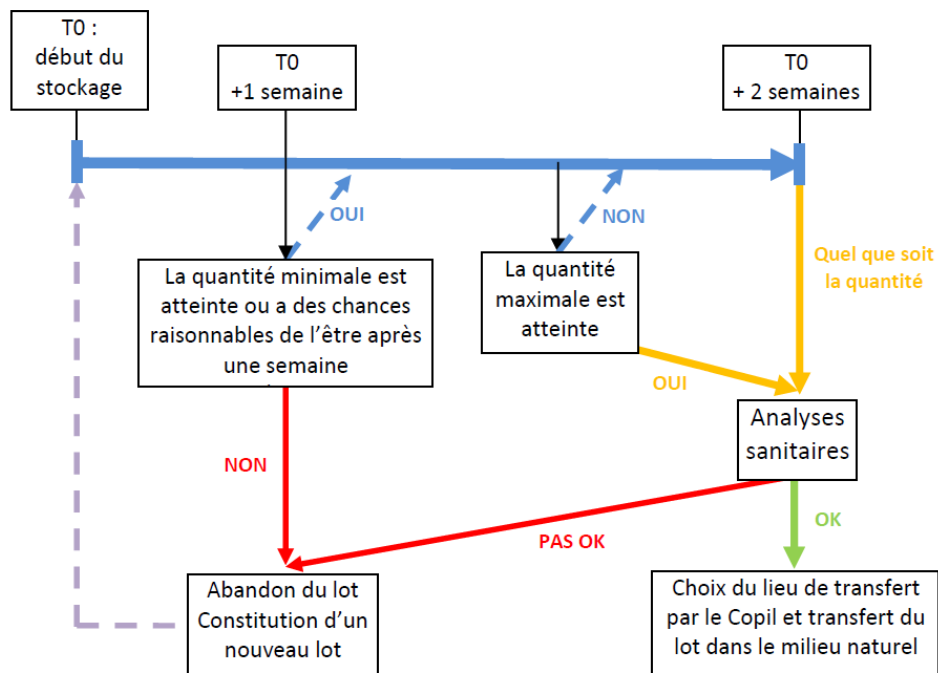 T0 :
début du
stockage
T0
+1 semaine
T0
+ 2 semaines
OUI
NON
Quel que soit
la quantité
La quantité minimale est
atteinte ou a des chances
raisonnables de l’être après
une semaine
La quantité
maximale est
atteinte
OUI
Analyses
sanitaires
NON
OK
PAS OK
Abandon du lot
Constitution d’un
nouveau lot
Choix du lieu de transfert
par le Copil et transfert du
lot dans le milieu naturel